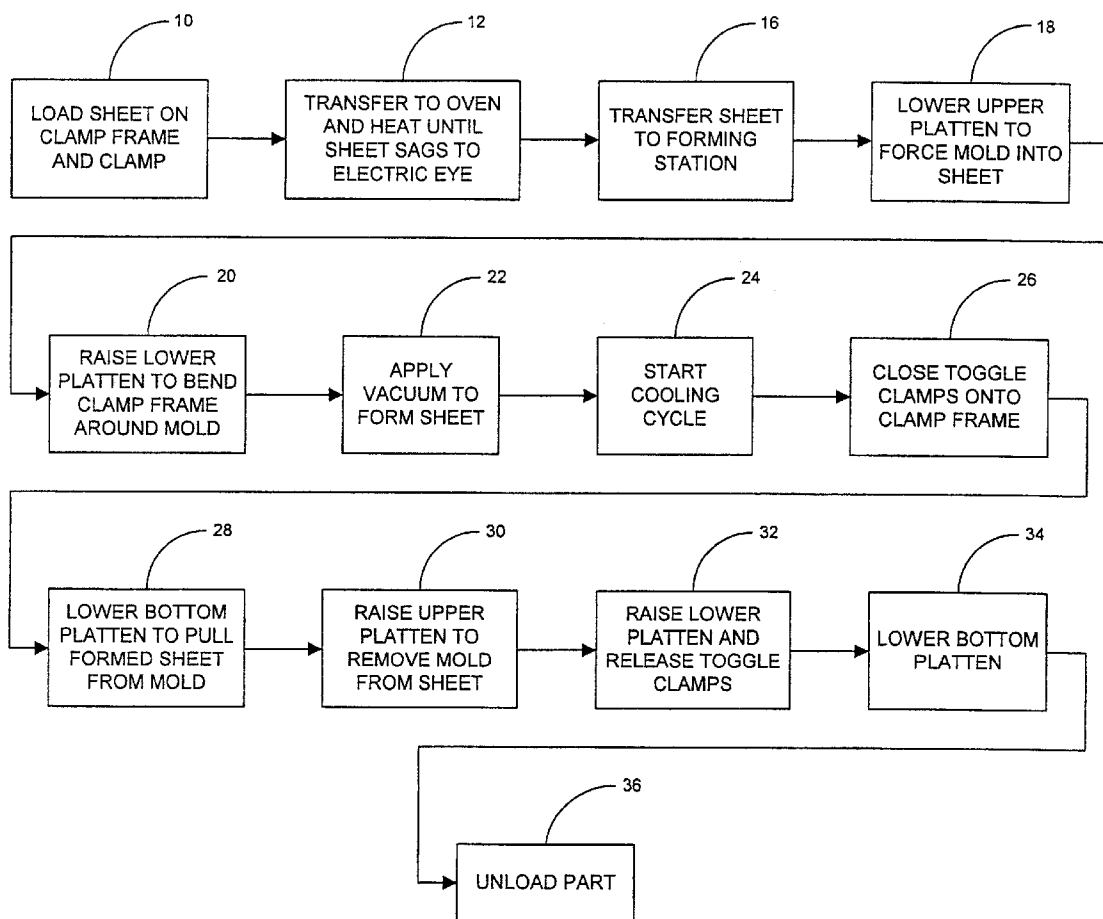 10
12
16
18
LOAD SHEET ON
CLAMP FRAME
AND CLAMP
TRANSFER TO OVEN
AND HEAT UNTIL
SHEET SAGS TO
ELECTRIC EYE
TRANSFER SHEET
TO FORMING
STATION
LOWER UPPER
PLATTEN TO
FORCE MOLD INTO
SHEET
20
22
24
26
RAISE LOWER
PLATTEN TO BEND
CLAMP FRAME
AROUND MOLD
APPLY
VACUUM TO
FORM SHEET
START
COOLING
CYCLE
CLOSE TOGGLE
CLAMPS ONTO
CLAMP FRAME
28
30
32
34
LOWER BOTTOM
PLATTEN TO PULL
FORMED SHEET
FROM MOLD
RAISE UPPER
PLATTEN TO
REMOVE MOLD
FROM SHEET
RAISE LOWER
PLATTEN AND
RELEASE TOGGLE
CLAMPS
LOWER BOTTOM
PLATTEN
36
UNLOAD PART